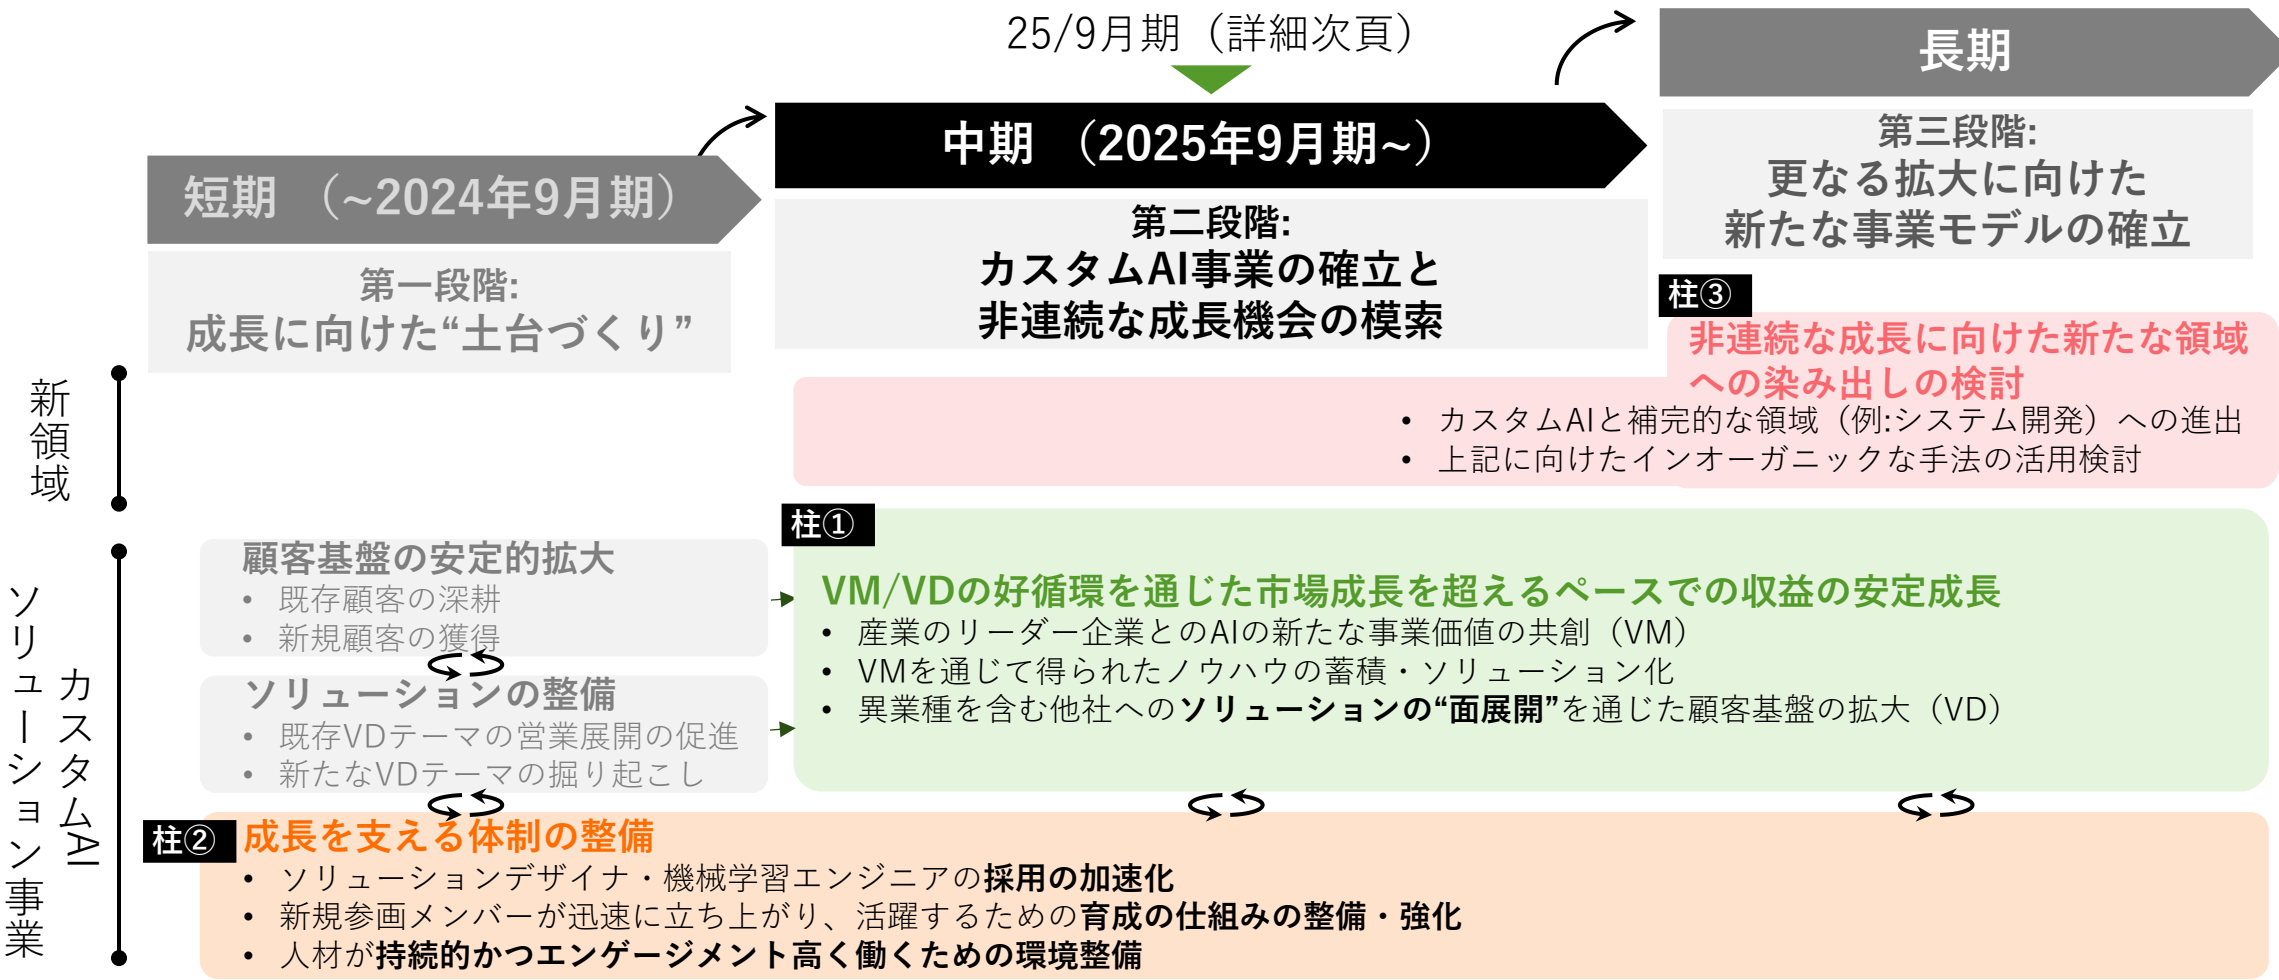 25/9月期（詳細次頁）
短期 （~2024年9月期）
第一段階:
成長に向けた“土台づくり”
中期 （2025年9月期~）
第二段階:
カスタムAI事業の確立と
非連続な成長機会の模索
長期
第三段階:
更なる拡大に向けた
新たな事業モデルの確立
新領域
柱③
非連続な成長に向けた新たな領域
への染み出しの検討
• カスタムAIと補完的な領域（例:システム開発）への進出
• 上記に向けたインオーガニックな手法の活用検討
カスタムAI
ソリューション事業
顧客基盤の安定的拡大
• 既存顧客の深耕
• 新規顧客の獲得
ソリューションの整備
• 既存VDテーマの営業展開の促進
• 新たなVDテーマの掘り起こし
柱①
VM/VDの好循環を通じた市場成長を超えるペースでの収益の安定成長
• 産業のリーダー企業とのAIの新たな事業価値の共創（VM）
• VMを通じて得られたノウハウの蓄積・ソリューション化
• 異業種を含む他社へのソリューションの“面展開”を通じた顧客基盤の拡大（VD）
柱②
成長を支える体制の整備
• ソリューションデザイナ・機械学習エンジニアの採用の加速化
• 新規参画メンバーが迅速に立ち上がり、活躍するための育成の仕組みの整備・強化
• 人材が持続的かつエンゲージメント高く働くための環境整備